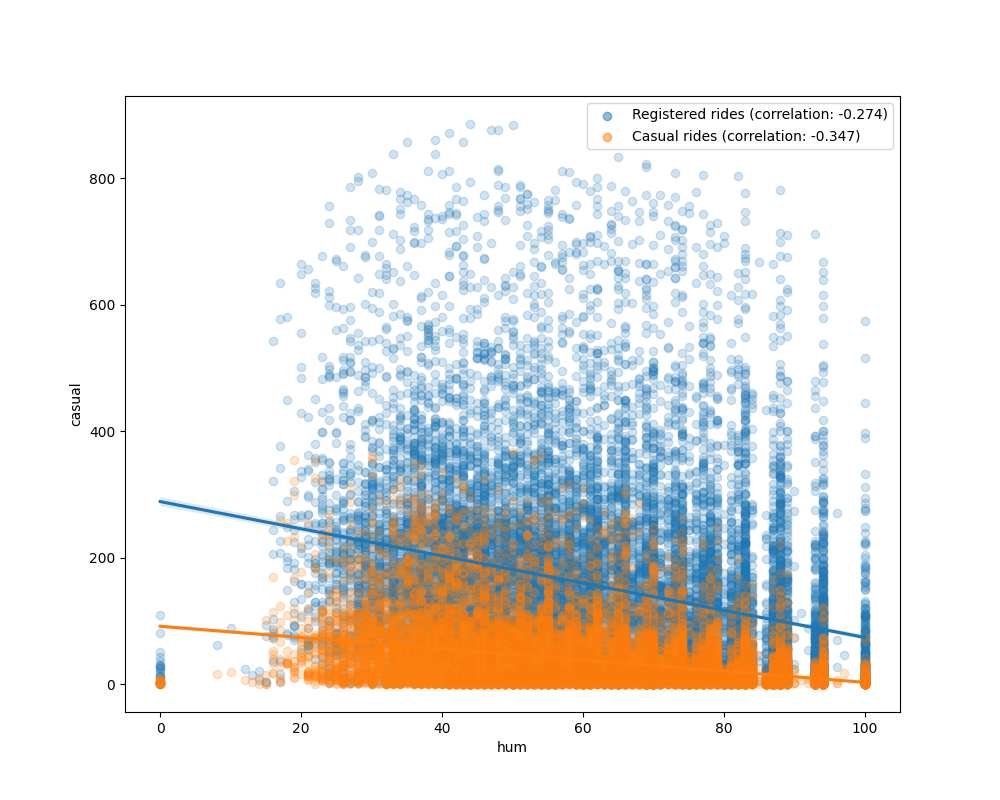 Registered rides (correlation: -0.274)
Casual rides (correlation: -0.347)
800
600
400
200
0
casual
0 20 40 60 80 100
hum